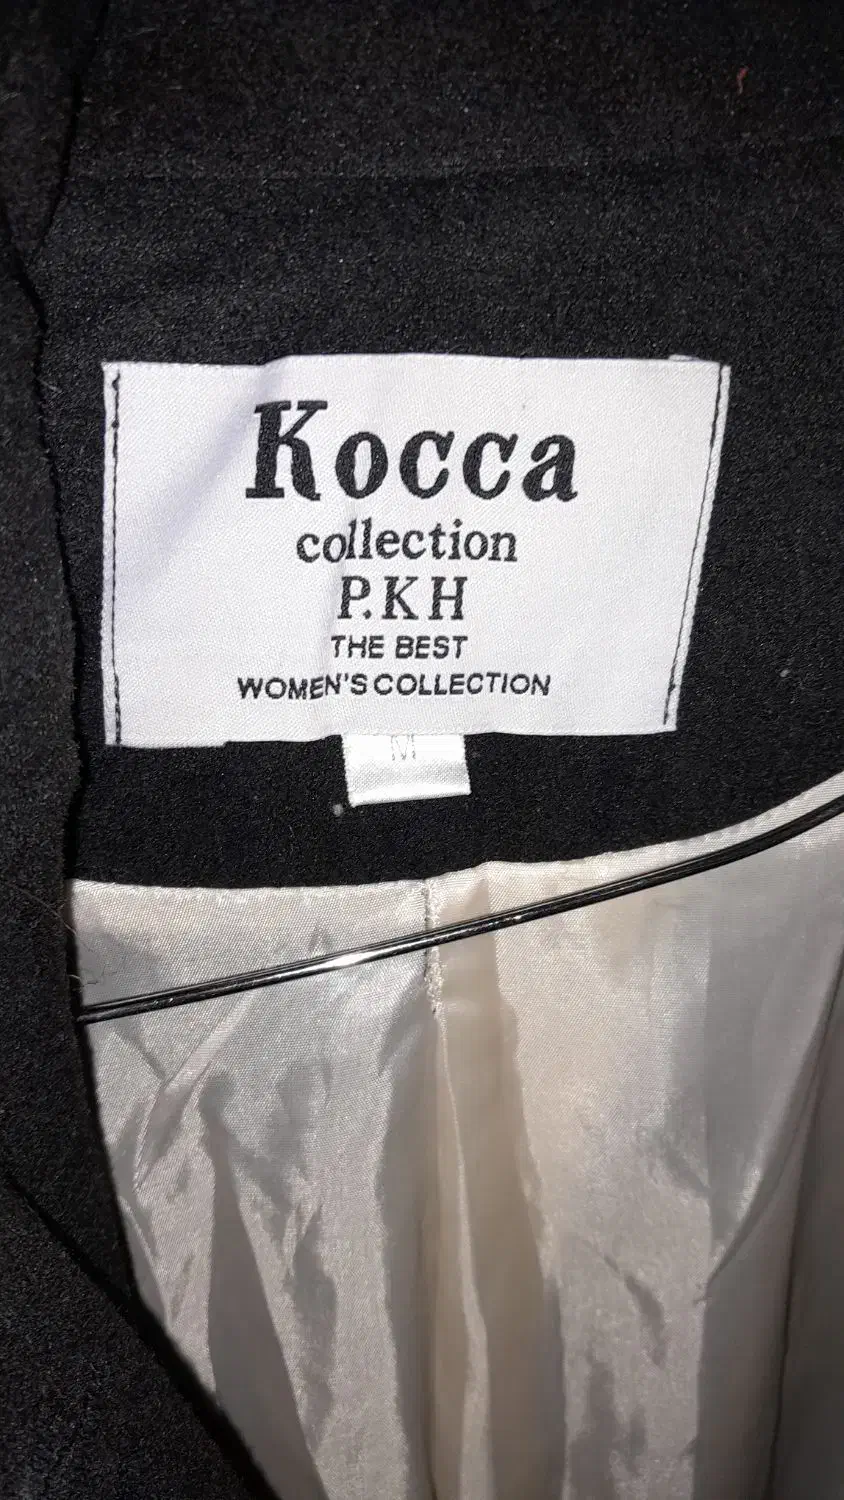 Kocca
collection
P.KH
THE BEST
WOMEN'S COLLECTION
M